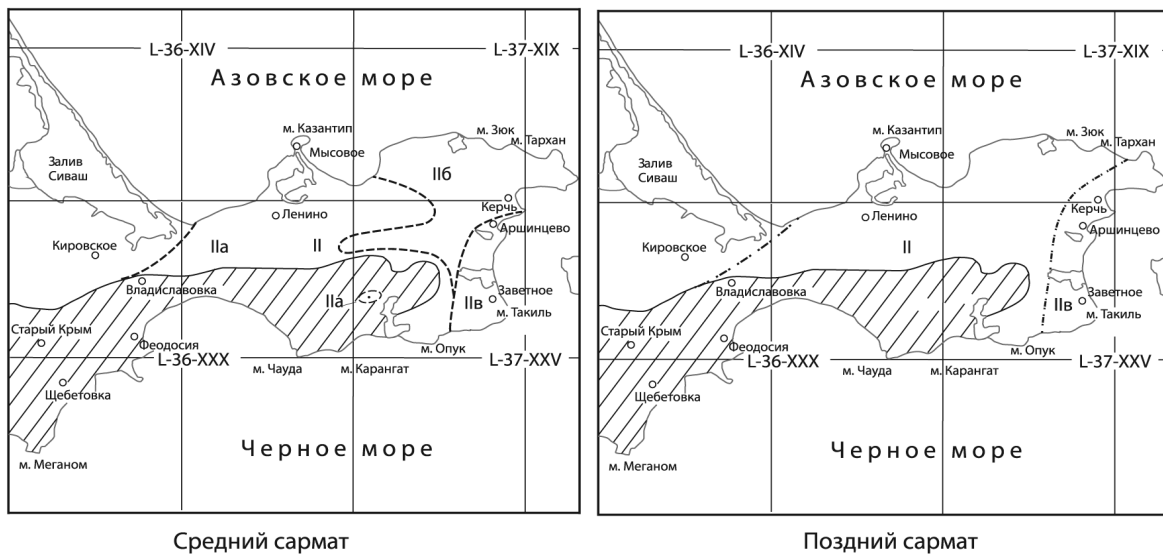 L-36-XIV
L-37-XIX
Азовское море
м. Казантип
Мысовое
м. Зюк
м. Тархан
Залив
Сиваш
IIб
Керчь
Ленино
Аршинцево
Кировское
IIа
II
Владиславовка
IIа
Заветное
IIв
м. Такиль
Старый Крым
Феодосия
м. Опук
L-36-XXX
L-37-XXV
м. Чауда
м. Карангат
Щебетовка
Черное море
м. Меганом
Средний сармат
L-36-XIV
L-37-XIX
Азовское море
м. Казантип
Мысовое
м. Зюк
м. Тархан
Залив
Сиваш
Керчь
Ленино
Аршинцево
Кировское
II
Владиславовка
Заветное
IIв
м. Такиль
Старый Крым
Феодосия
м. Опук
L-36-XXX
L-37-XXV
м. Чауда
м. Карангат
Щебетовка
Черное море
м. Меганом
Поздний сармат